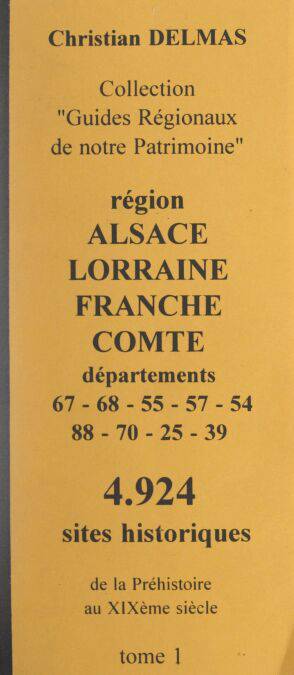 Christian DELMAS
Collection
"Guides Régionaux
de notre Patrimoine"
région
ALSACE
LORRAINE
FRANCHE
COMTE
départements
67 - 68 - 55 - 57 - 54
88 - 70 - 25 - 39
4.924
sites historiques
de la Préhistoire
au XIXème siècle
tome 1